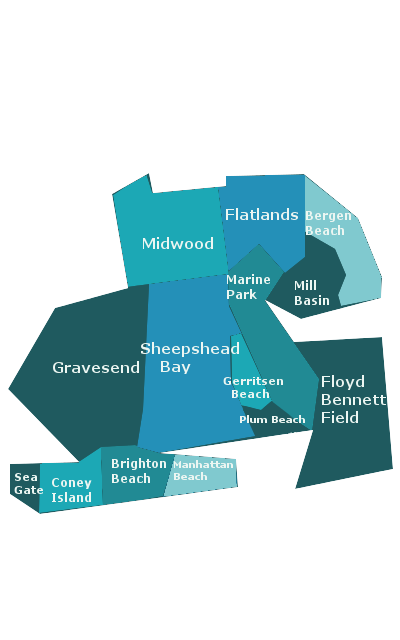 Flatlands
Bergen
Beach
Midwood
Marine
Park
Mill
Basin
Sheepshead
Bay
Gravesend
Gerritsen
Beach
Floyd
Bennett
Field
Plum Beach
Brighton
Beach
Manhattan
Beach
Sea
Gate
Coney
Island